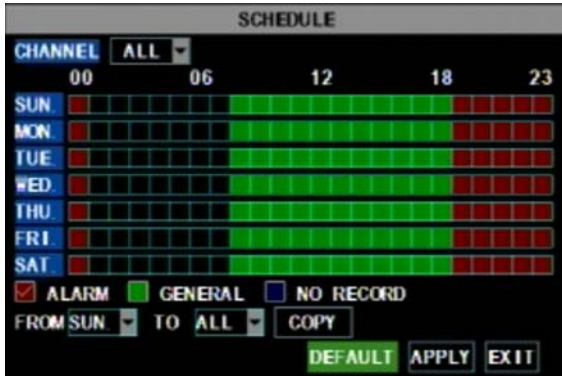 SCHEDULE
CHANNEL ALL
00 06 12 18 23
SUN.
MON.
TUE.
WED.
THU.
FRI.
SAT.
ALARM GENERAL NO RECORD
FROM SUN. TO ALL COPY
DEFAULT APPLY EXIT